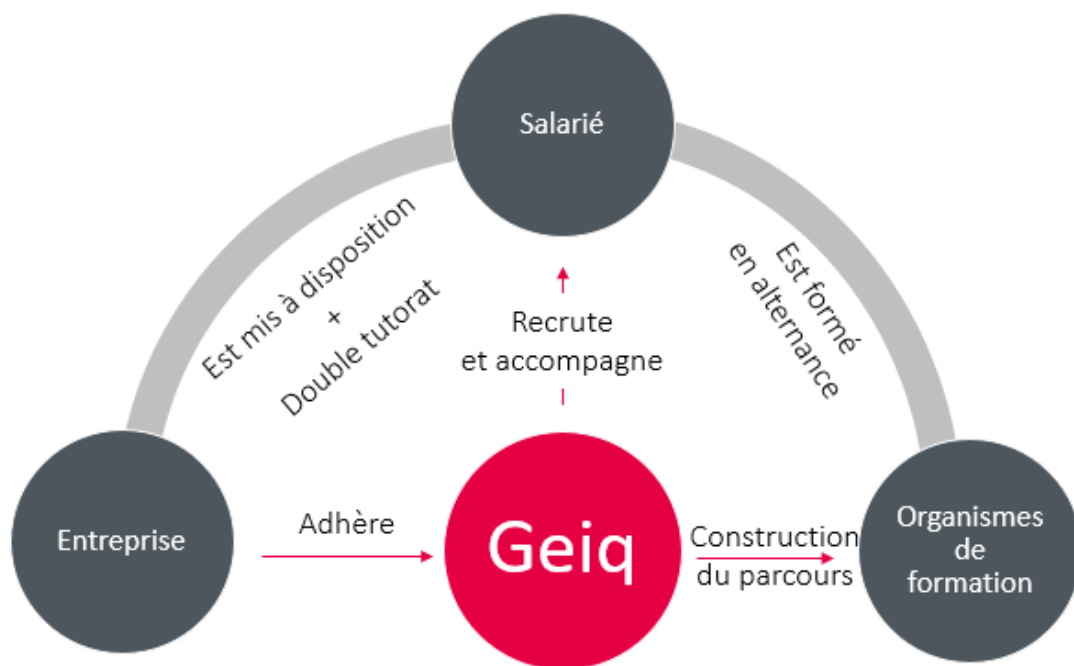 Salarié
Est mis à disposition
+
Double tutorat
Est formé
en alternance
Recrute
et accompagne
Entreprise
Adhère
Geiq
Construction
du parcours
Organismes
de
formation